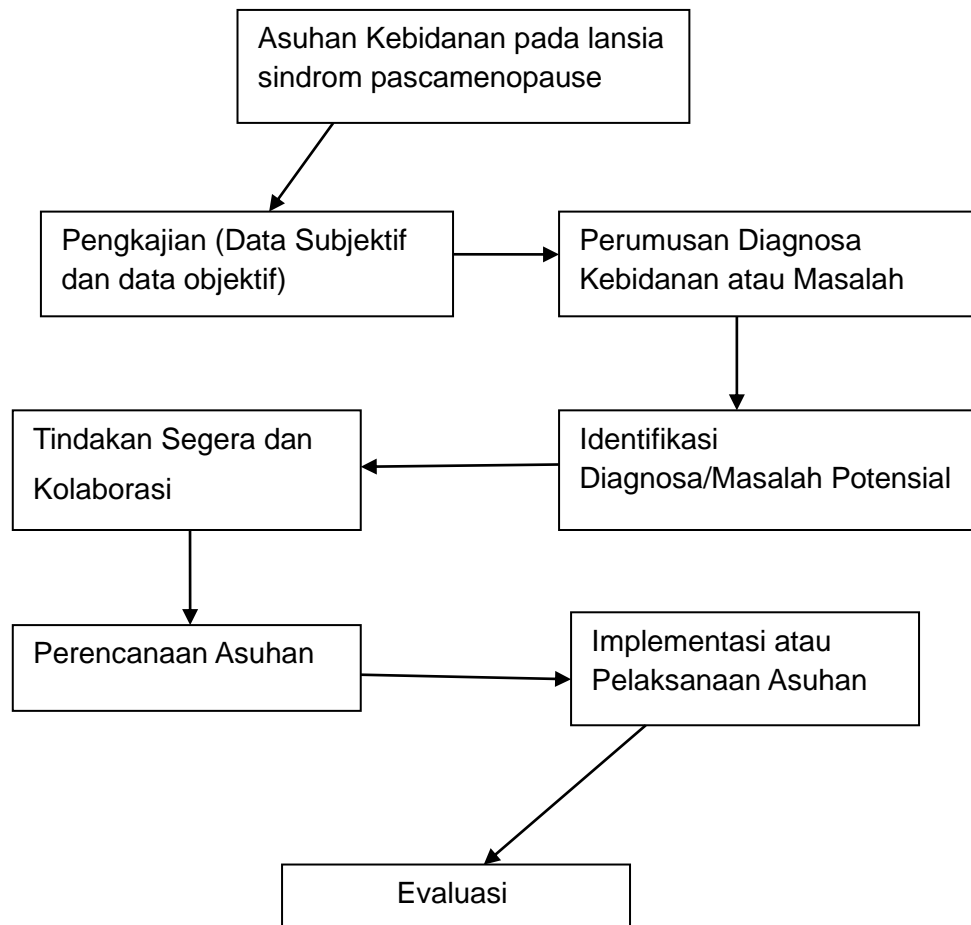 Asuhan Kebidanan pada lansia
sindrom pascamenopause
Pengkajian (Data Subjektif
dan data objektif)
Perumusan Diagnosa
Kebidanan atau Masalah
Identifikasi
Diagnosa/Masalah Potensial
Tindakan Segera dan
Kolaborasi
Perencanaan Asuhan
Implementasi atau
Pelaksanaan Asuhan
Evaluasi